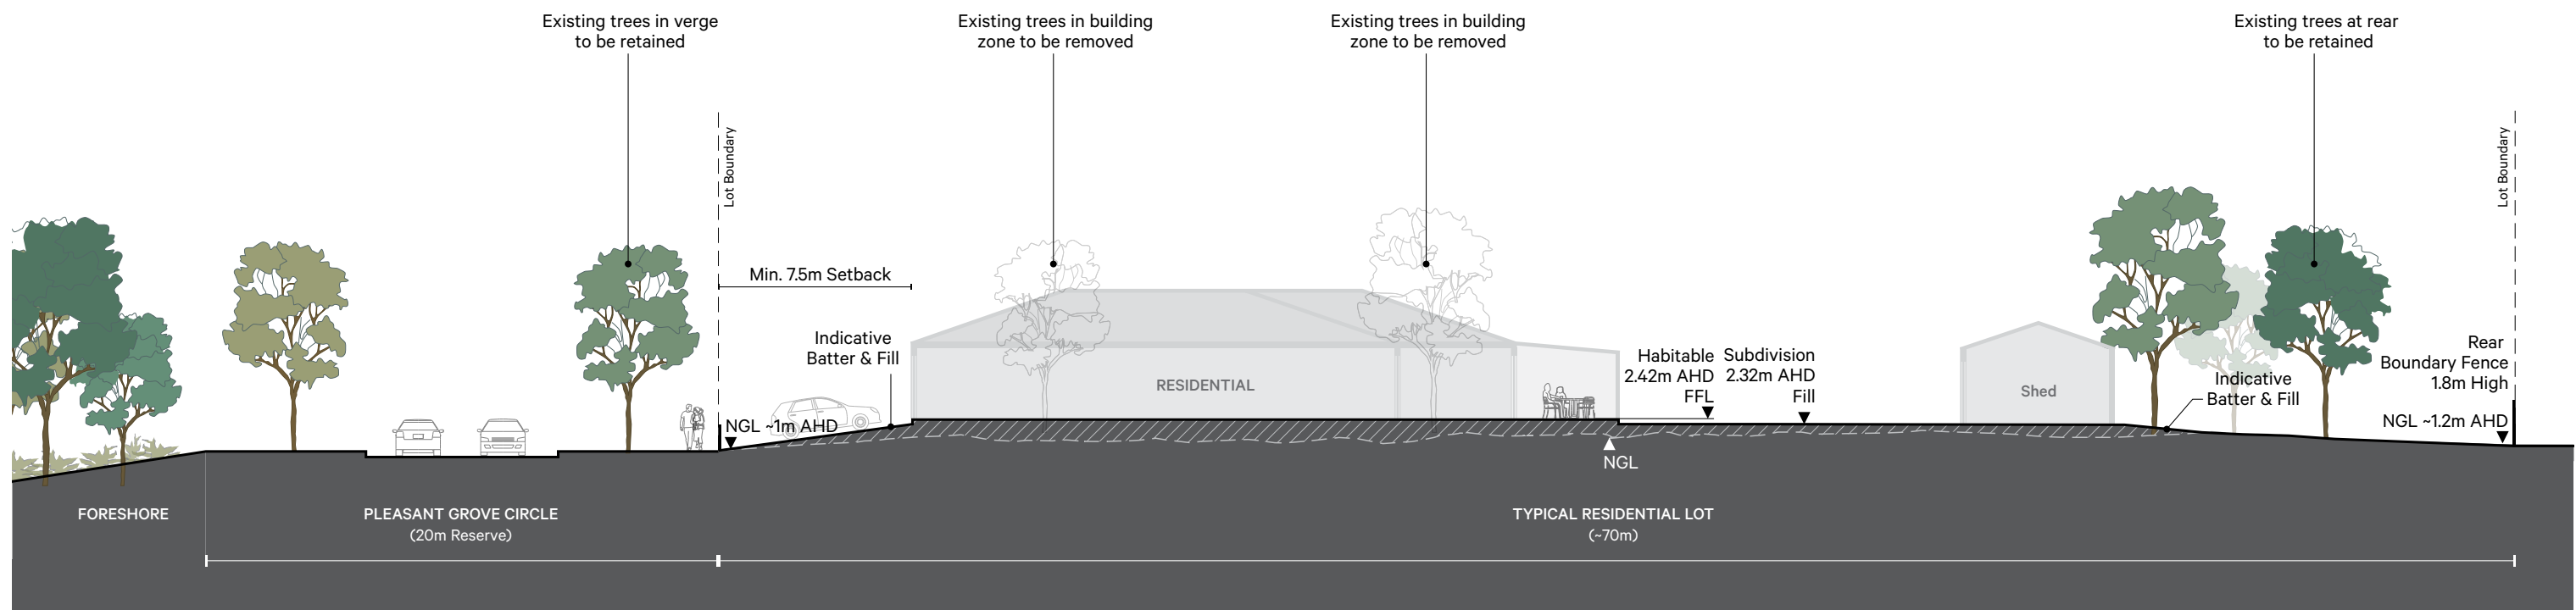 Existing trees in verge
to be retained
Existing trees in building
zone to be removed
Existing trees in building
zone to be removed
Existing trees at rear
to be retained
Lot Boundary
Lot Boundary
Min. 7.5m Setback
Indicative
Batter & Fill
NGL ~1m AHD
RESIDENTIAL
Habitable
2.42m AHD
FFL
Subdivision
2.32m AHD
Fill
Shed
Indicative
Batter & Fill
Rear
Boundary Fence
1.8m High
NGL ~1.2m AHD
NGL
FORESHORE
PLEASANT GROVE CIRCLE
(20m Reserve)
TYPICAL RESIDENTIAL LOT
(~70m)